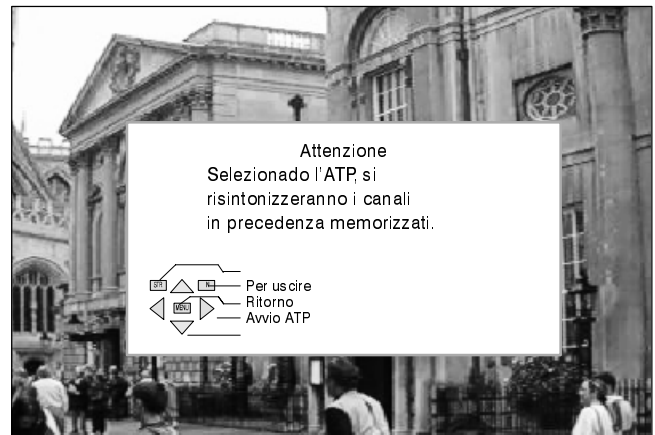 Attenzione
Selezionado l'ATP, si
risintonizzeranno i canali
in precedenza memorizzati.
STR N
Per uscire
MENU Ritorno
Avvio ATP